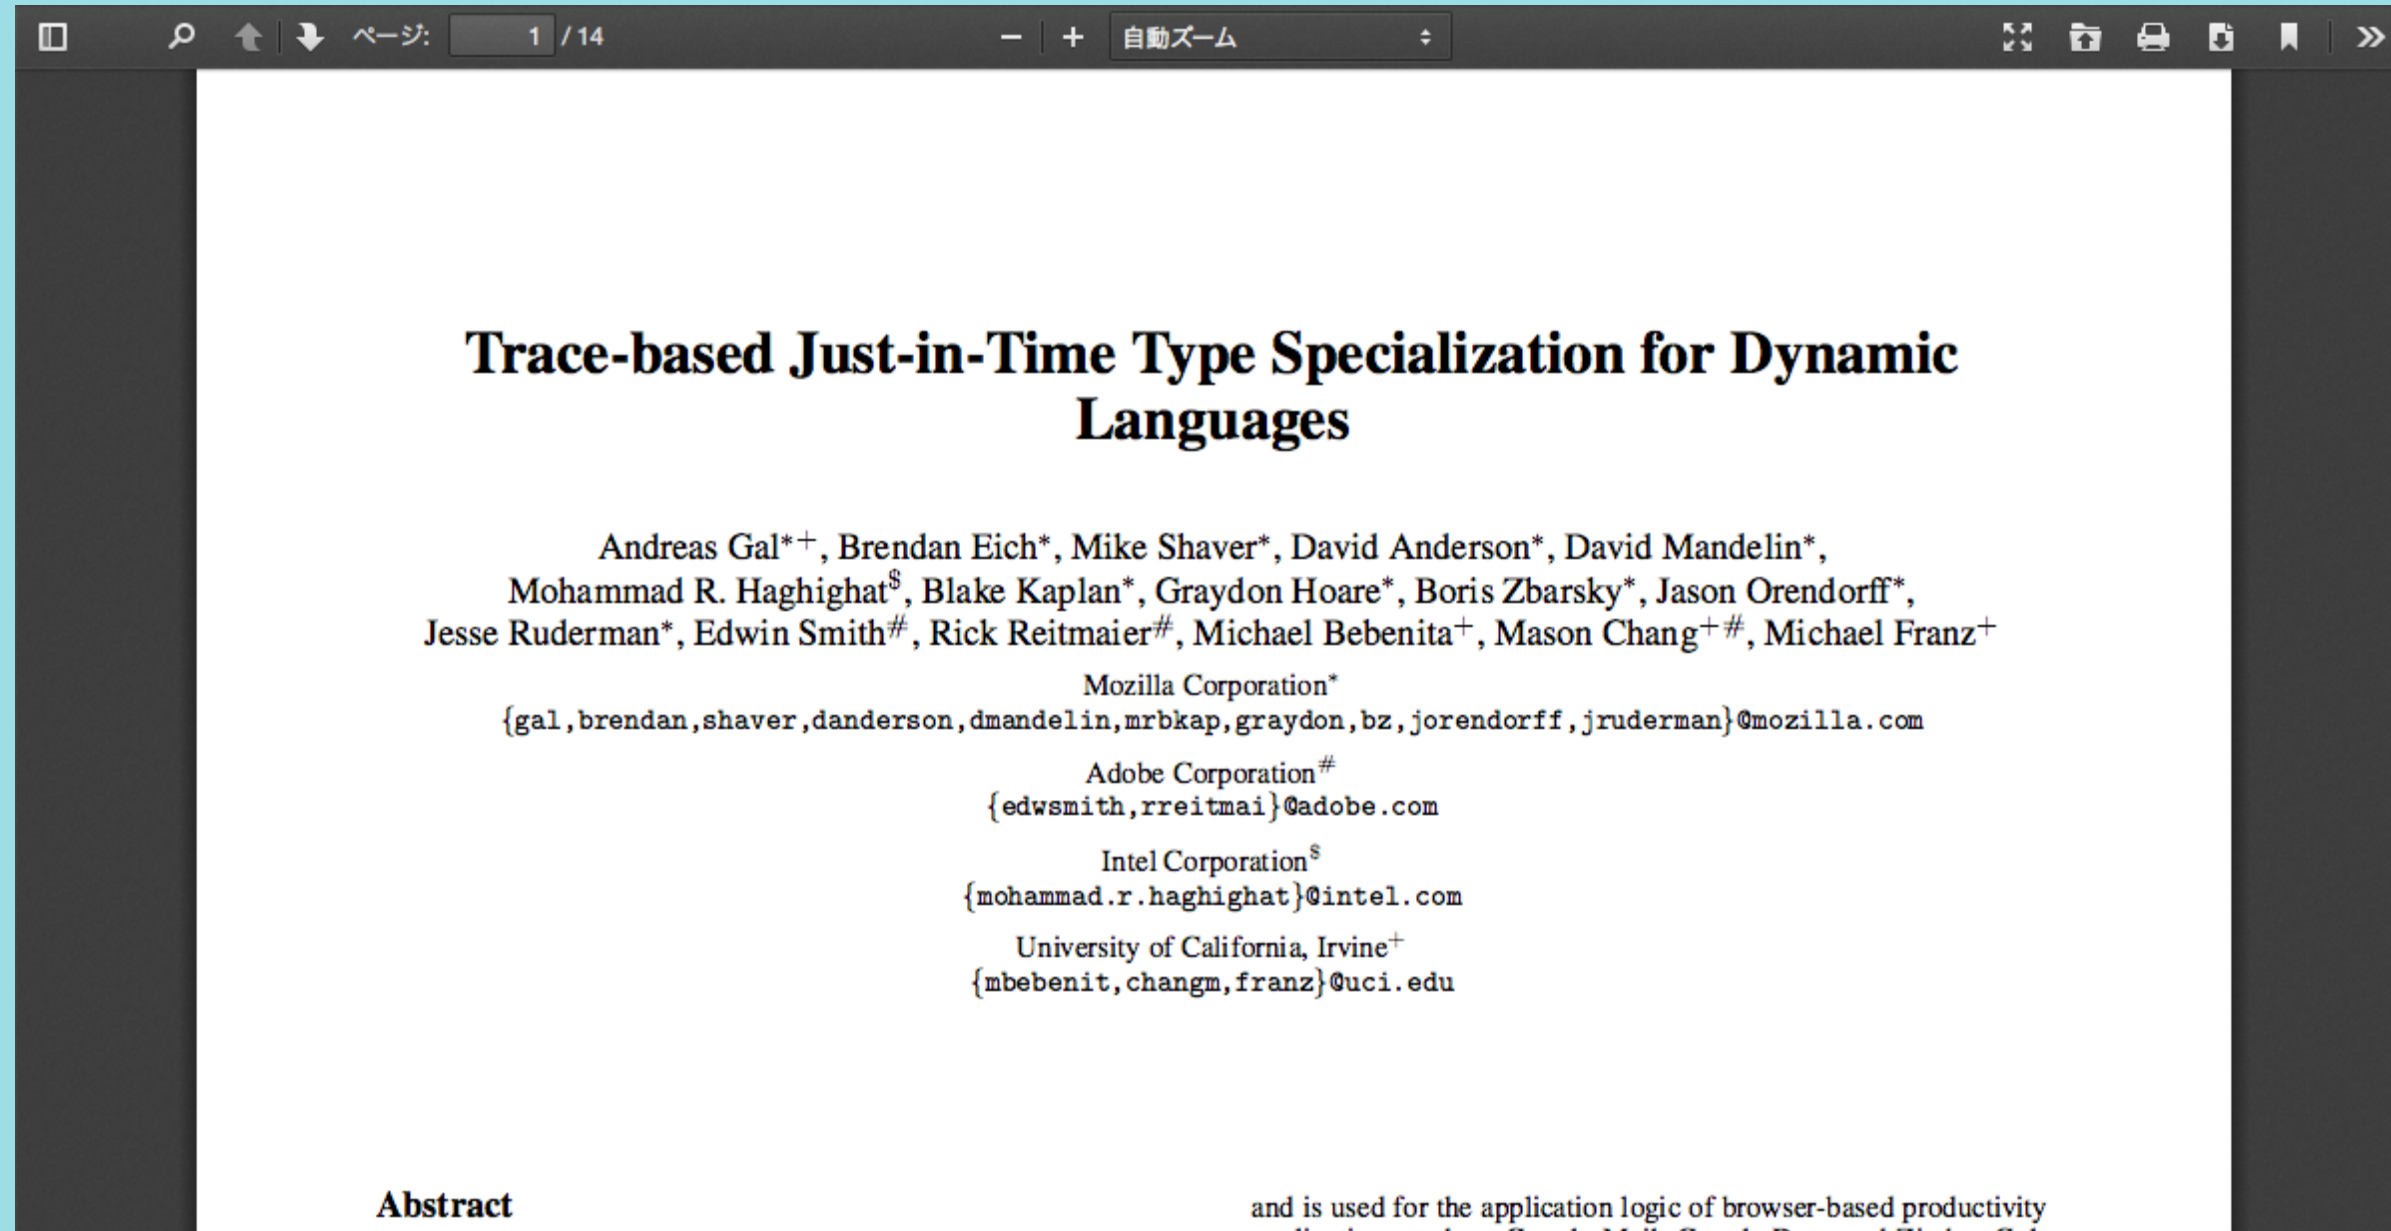 ページ: 1 / 14
自動ズーム
Trace-based Just-in-Time Type Specialization for Dynamic
Languages
Andreas Gal*+, Brendan Eich*, Mike Shaver*, David Anderson*, David Mandelin*,
Mohammad R. Haghighat$, Blake Kaplan*, Graydon Hoare*, Boris Zbarsky*, Jason Orendorff*,
Jesse Ruderman*, Edwin Smith#, Rick Reitmaier#, Michael Bebenita+, Mason Chang+#, Michael Franz+
Mozilla Corporation*
{gal,brendan,shaver,danderson,dmandelin,mrbkap,graydon,bz,jorendorff,jruderman}@mozilla.com
Adobe Corporation#
{edwsmith,rreitmai}@adobe.com
Intel Corporation$
{mohammad.r.haghighat}@intel.com
University of California, Irvine+
{mbebenit,changm,franz}@uci.edu
Abstract
and is used for the application logic of browser-based productivity